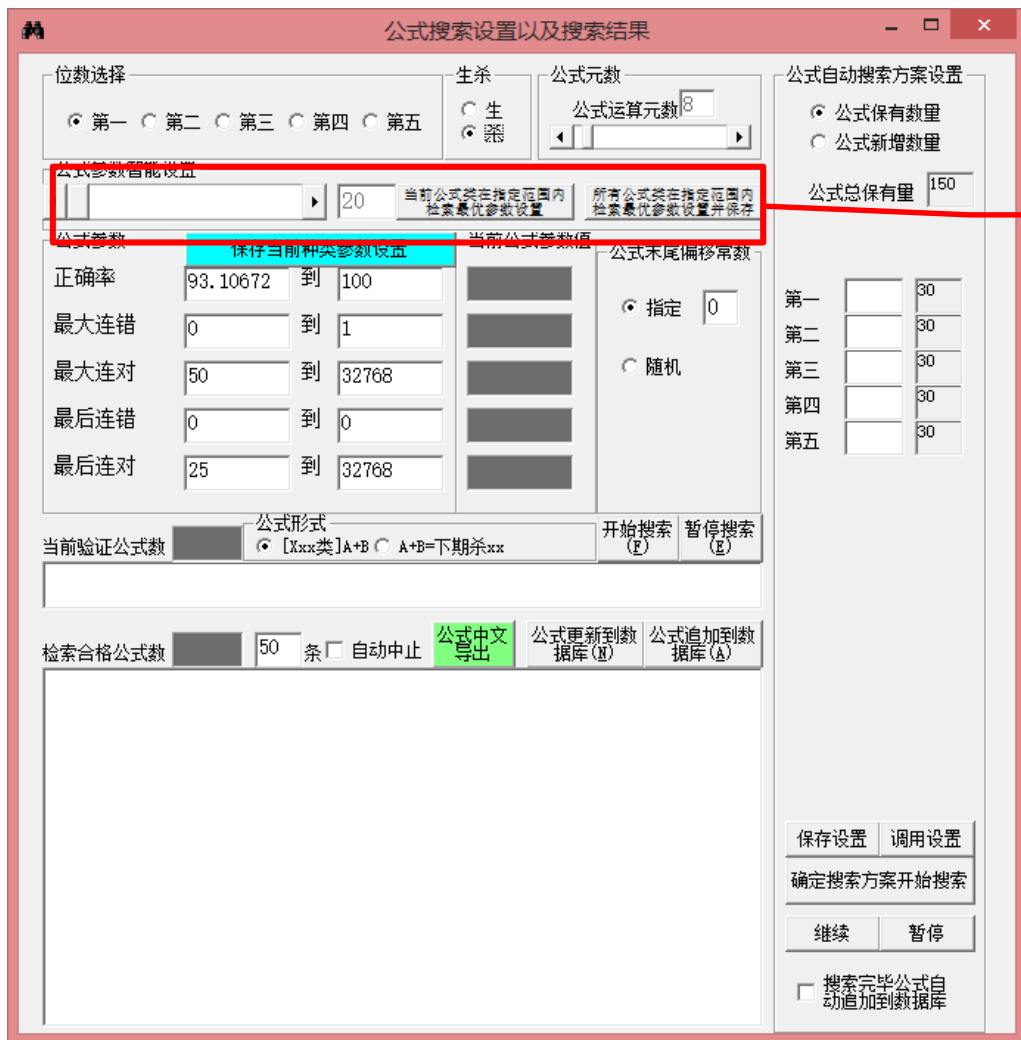 公式搜索设置以及搜索结果
位数选择
第一 第二 第三 第四 第五
生杀
生
杀
公式元数
公式运算元数 8
公式参数智能设置
20
当前公式类在指定范围内
检索最优参数设置
所有公式类在指定范围内
检索最优参数设置并保存
公式参数
保存当前种类参数设置
正确率 93.10672 到 100
最大连错 0 到 1
最大连对 50 到 32768
最后连错 0 到 0
最后连对 25 到 32768
当前公式参数值
公式末尾偏移常数
指定 0
随机
当前验证公式数
公式形式
[Xxx类]A+B A+B=下期杀xx
开始搜索
(F)
暂停搜索
(E)
检索合格公式数 50 条 自动中止
公式中文
导出
公式更新到数
据库(N)
公式追加到数
据库(A)
公式自动搜索方案设置
公式保有数量
公式新增数量
公式总保有量 150
第一 30
第二 30
第三 30
第四 30
第五 30
保存设置 调用设置
确定搜索方案开始搜索
继续 暂停
搜索完毕公式自
动追加到数据库